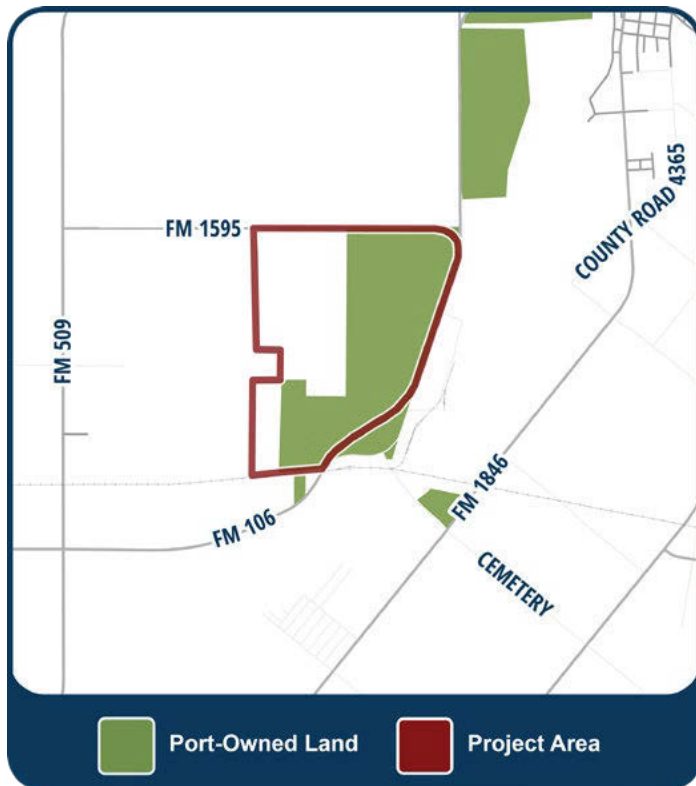 FM 1595
COUNTY ROAD 4365
FM 509
FM 1846
FM 106
CEMETERY
Port-Owned Land
Project Area